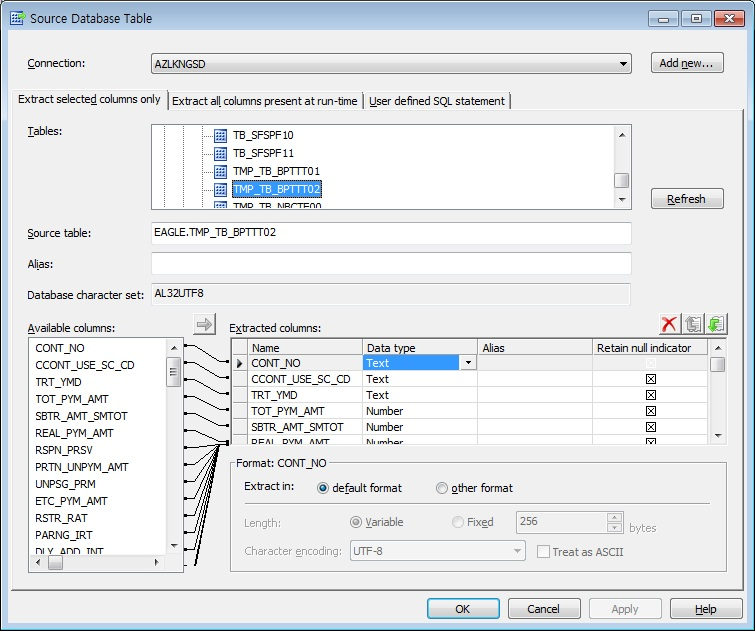 Source Database Table
Connection: AZLKNGSD Add new...
Extract selected columns only Extract all columns present at run-time User defined SQL statement
Tables:
TB_SFSPF10
TB_SFSPF11
TMP_TB_BPTTT01
TMP_TB_BPTTT02
TMP_TB_NBCTE00
Refresh
Source table: EAGLE.TMP_TB_BPTTT02
Alias:
Database character set: AL32UTF8
Available columns:
CONT_NO
CCONT_USE_SC_CD
TRT_YMD
TOT_PYM_AMT
SBTR_AMT_SMTOT
REAL_PYM_AMT
RSPN_PRSV
PRTN_UNPYM_AMT
UNPSG_PRM
ETC_PYM_AMT
RSTR_RAT
PARNG_IRT
DLY_ADD_INT
Extracted columns:
Name Data type Alias Retain null indicator
CONT_NO Text
CCONT_USE_SC_CD Text
TRT_YMD Text
TOT_PYM_AMT Number
SBTR_AMT_SMTOT Number
REAL_PYM_AMT Number
Format: CONT_NO
Extract in: default format other format
Length: Variable Fixed 256 bytes
Character encoding: UTF-8 Treat as ASCII
OK Cancel Apply Help